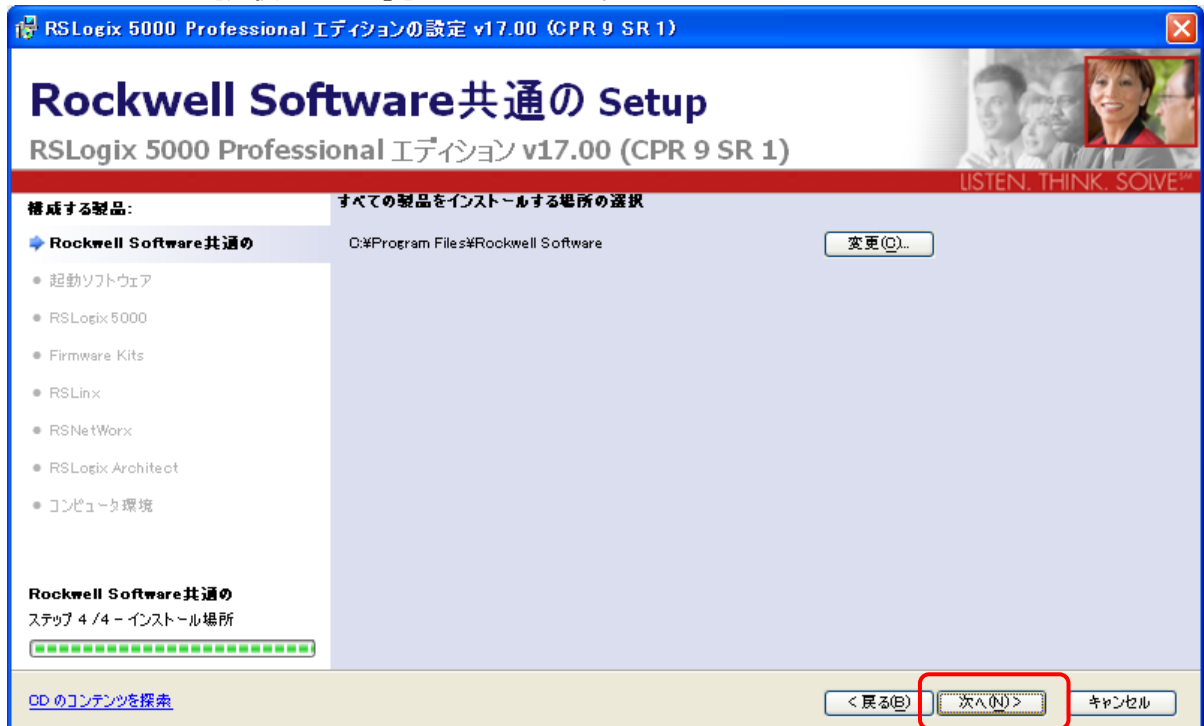 RSLogix 5000 Professional エディションの設定 v17.00 (CPR 9 SR 1)
Rockwell Software共通の Setup
RSLogix 5000 Professional エディション v17.00 (CPR 9 SR 1)
LISTEN. THINK. SOLVE.℠
構成する製品:
すべての製品をインストールする場所の選択
Rockwell Software共通の
C:¥Program Files¥Rockwell Software
変更(C)...
起動ソフトウェア
RSLogix 5000
Firmware Kits
RSLinx
RSNetWorx
RSLogix Architect
コンピュータ環境
Rockwell Software共通の
ステップ 4 /4 - インストール場所
CD のコンテンツを探索
< 戻る(B)
次へ(N) >
キャンセル